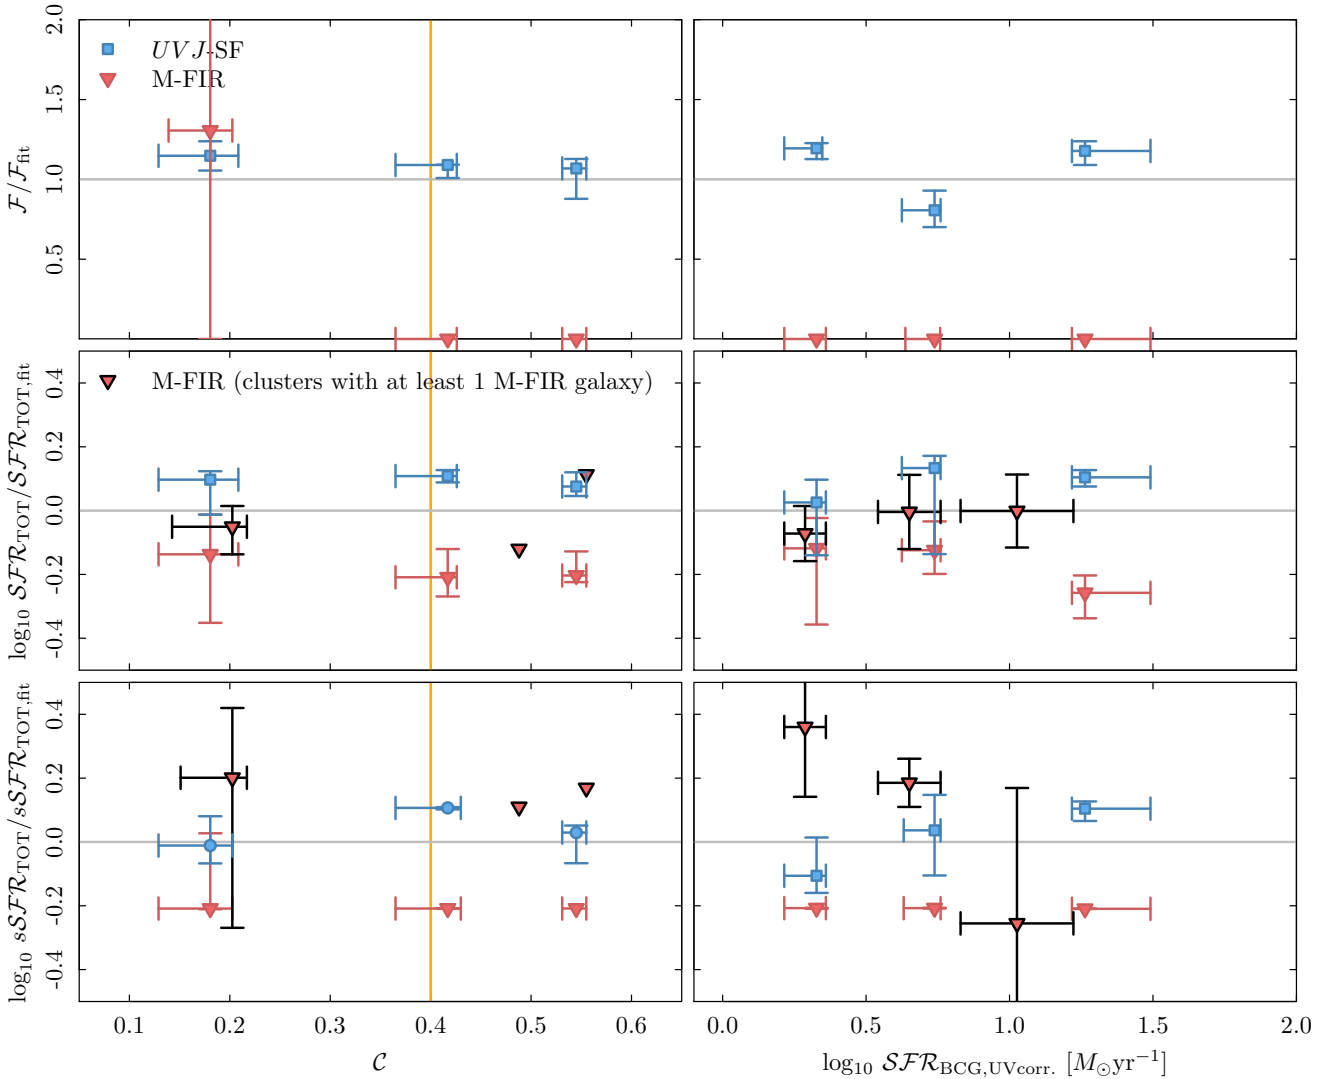 2.0
1.5
1.0
0.5
ℱ/ℱfit
UVJ-SF
M-FIR
0.4
0.2
0.0
-0.2
-0.4
log10 SFRTOT/SFRTOT,fit
M-FIR (clusters with at least 1 M-FIR galaxy)
0.4
0.2
0.0
-0.2
-0.4
log10 sSFRTOT/sSFRTOT,fit
0.1 0.2 0.3 0.4 0.5 0.6 0.0 0.5 1.0 1.5 2.0
C log10 SFRBCG,UVcorr. [M⊙yr−1]